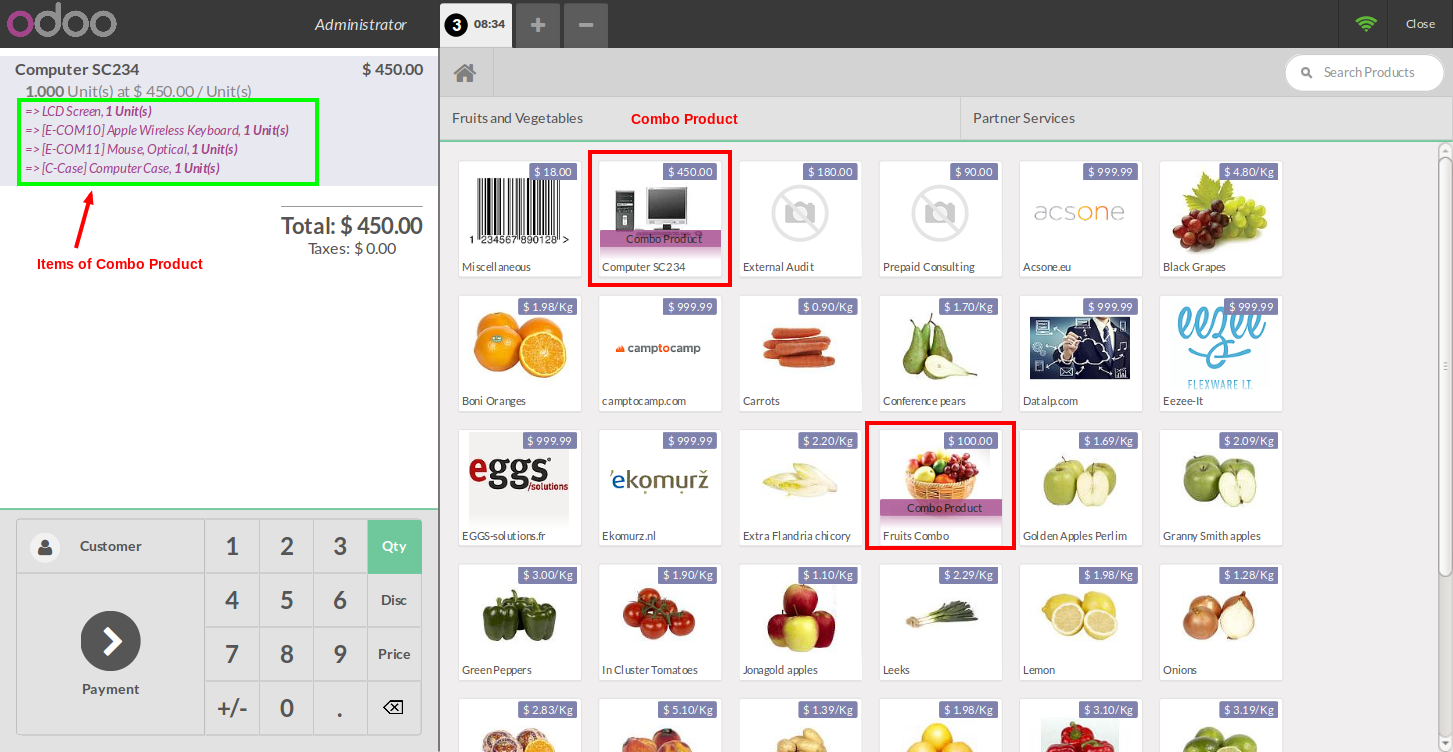 odoo
Administrator
3 08:34
+
−
Close
Computer SC234 $ 450.00
1.000 Unit(s) at $ 450.00 / Unit(s)
=> LCD Screen, 1 Unit(s)
=> [E-COM10] Apple Wireless Keyboard, 1 Unit(s)
=> [E-COM11] Mouse, Optical, 1 Unit(s)
=> [C-Case] Computer Case, 1 Unit(s)
Total: $ 450.00
Taxes: $ 0.00
Items of Combo Product
Customer
1 2 3 Qty
4 5 6 Disc
7 8 9 Price
+/- 0 .
Payment
Search Products
Fruits and Vegetables
Combo Product
Partner Services
$ 18.00
1 234567 890128 >
Miscellaneous
$ 450.00
Combo Product
Computer SC234
$ 180.00
External Audit
$ 90.00
Prepaid Consulting
$ 999.99
acsone
Acsone.eu
$ 4.80/Kg
Black Grapes
$ 1.98/Kg
Boni Oranges
$ 999.99
camptocamp
camptocamp.com
$ 0.90/Kg
Carrots
$ 1.70/Kg
Conference pears
$ 999.99
Datalp.com
$ 999.99
eezee
FLEXWARE I.T.
Eezee-It
$ 999.99
eggs
/solutions
EGGS-solutions.fr
$ 999.99
'ekomurž
Ekomurz.nl
$ 2.20/Kg
Extra Flandria chicory
$ 100.00
Combo Product
Fruits Combo
$ 1.69/Kg
Golden Apples Perlim
$ 2.09/Kg
Granny Smith apples
$ 3.00/Kg
Green Peppers
$ 1.90/Kg
In Cluster Tomatoes
$ 1.10/Kg
Jonagold apples
$ 2.29/Kg
Leeks
$ 1.98/Kg
Lemon
$ 1.28/Kg
Onions
$ 2.83/Kg
$ 5.10/Kg
$ 1.39/Kg
$ 1.98/Kg
$ 3.10/Kg
$ 3.19/Kg